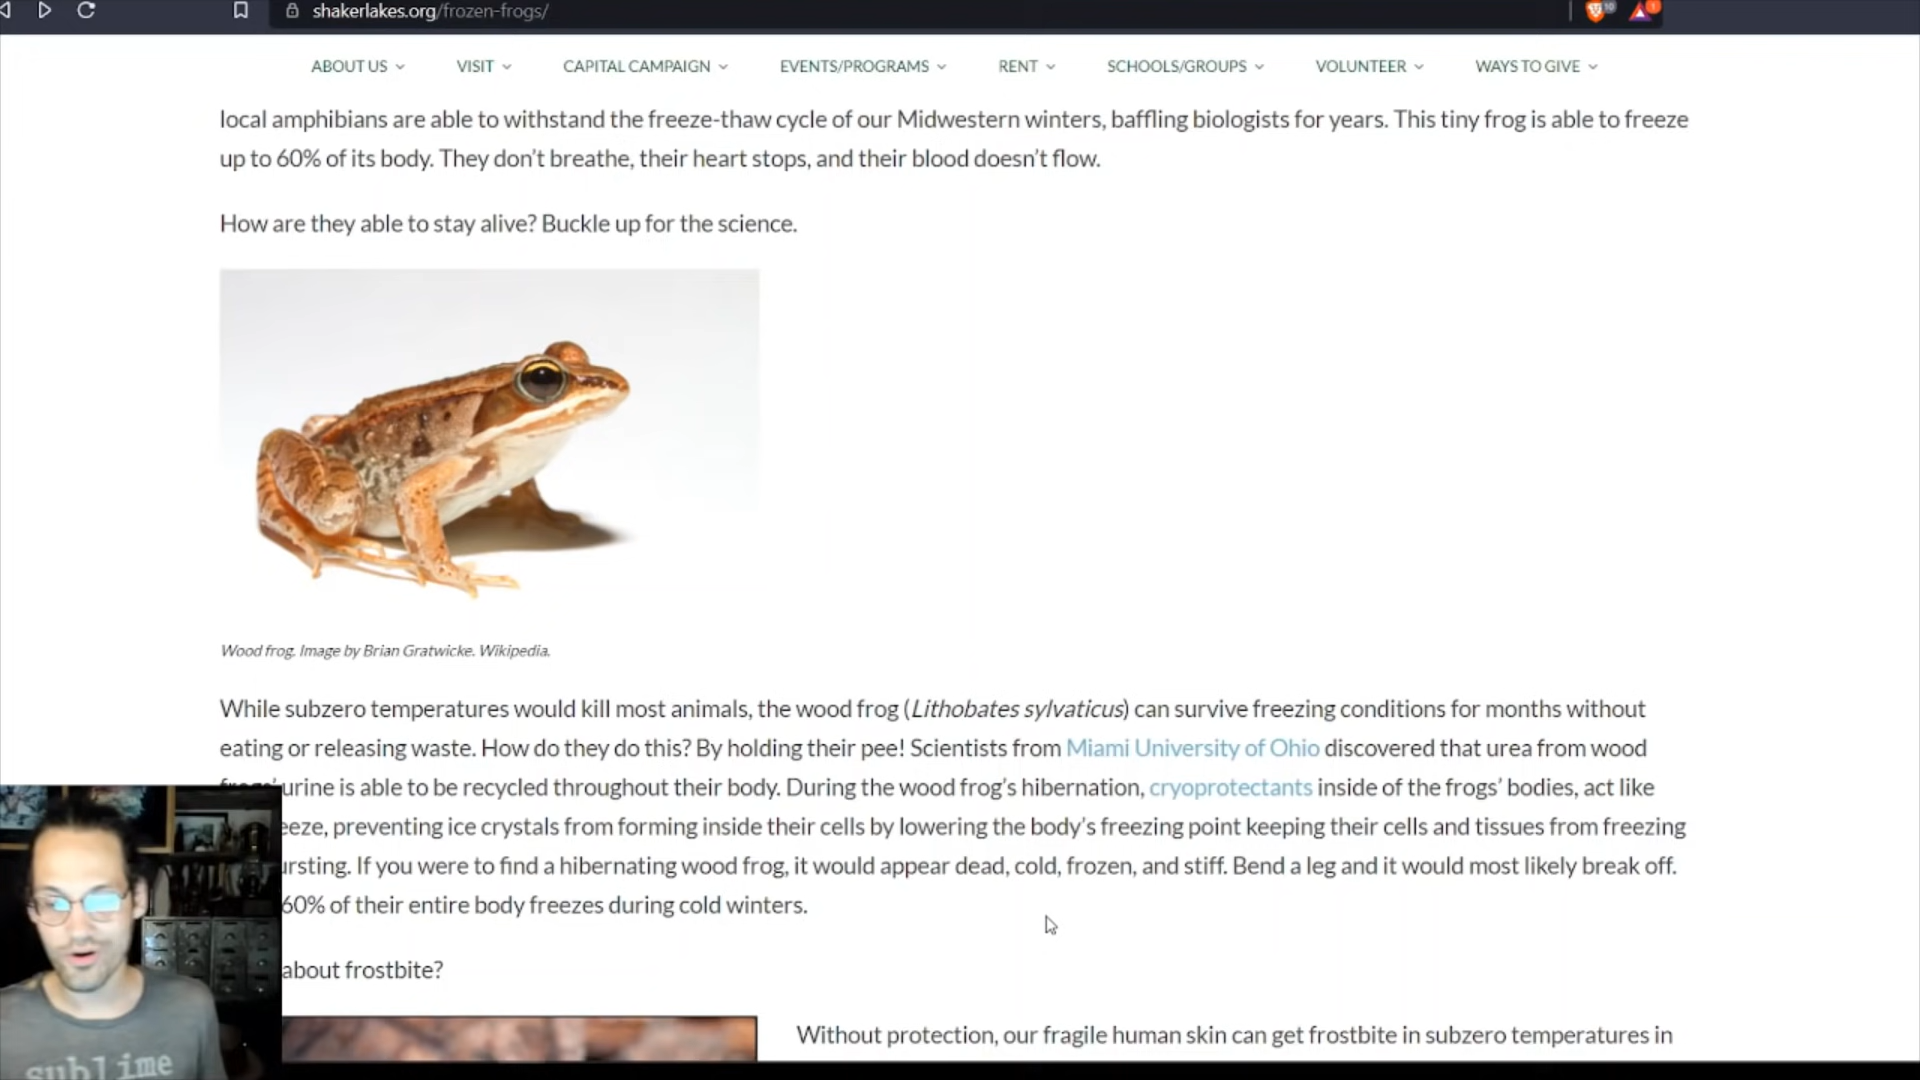 shakerlakes.org/frozen-frogs/
10
1
ABOUT US
VISIT
CAPITAL CAMPAIGN
EVENTS/PROGRAMS
RENT
SCHOOLS/GROUPS
VOLUNTEER
WAYS TO GIVE
local amphibians are able to withstand the freeze-thaw cycle of our Midwestern winters, baffling biologists for years. This tiny frog is able to freeze
up to 60% of its body. They don't breathe, their heart stops, and their blood doesn't flow.
How are they able to stay alive? Buckle up for the science.
Wood frog. Image by Brian Gratwicke. Wikipedia.
While subzero temperatures would kill most animals, the wood frog (Lithobates sylvaticus) can survive freezing conditions for months without
eating or releasing waste. How do they do this? By holding their pee! Scientists from Miami University of Ohio discovered that urea from wood
frogs' urine is able to be recycled throughout their body. During the wood frog's hibernation, cryoprotectants inside of the frogs' bodies, act like
eeze, preventing ice crystals from forming inside their cells by lowering the body's freezing point keeping their cells and tissues from freezing
ursting. If you were to find a hibernating wood frog, it would appear dead, cold, frozen, and stiff. Bend a leg and it would most likely break off.
60% of their entire body freezes during cold winters.
about frostbite?
Without protection, our fragile human skin can get frostbite in subzero temperatures in
sublime